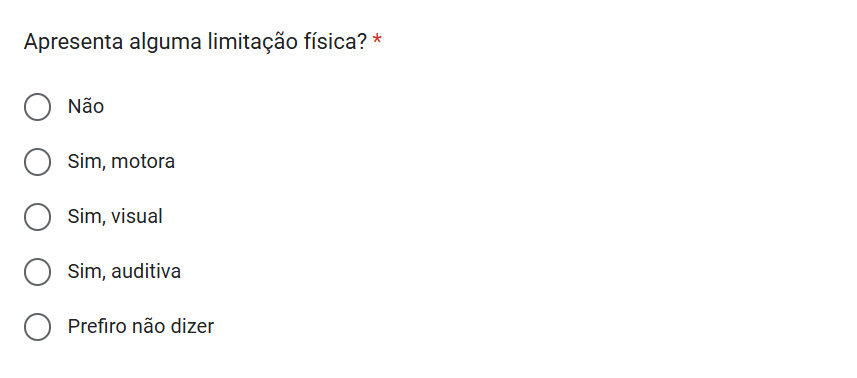 Apresenta alguma limitação física? *
Não
Sim, motora
Sim, visual
Sim, auditiva
Prefiro não dizer